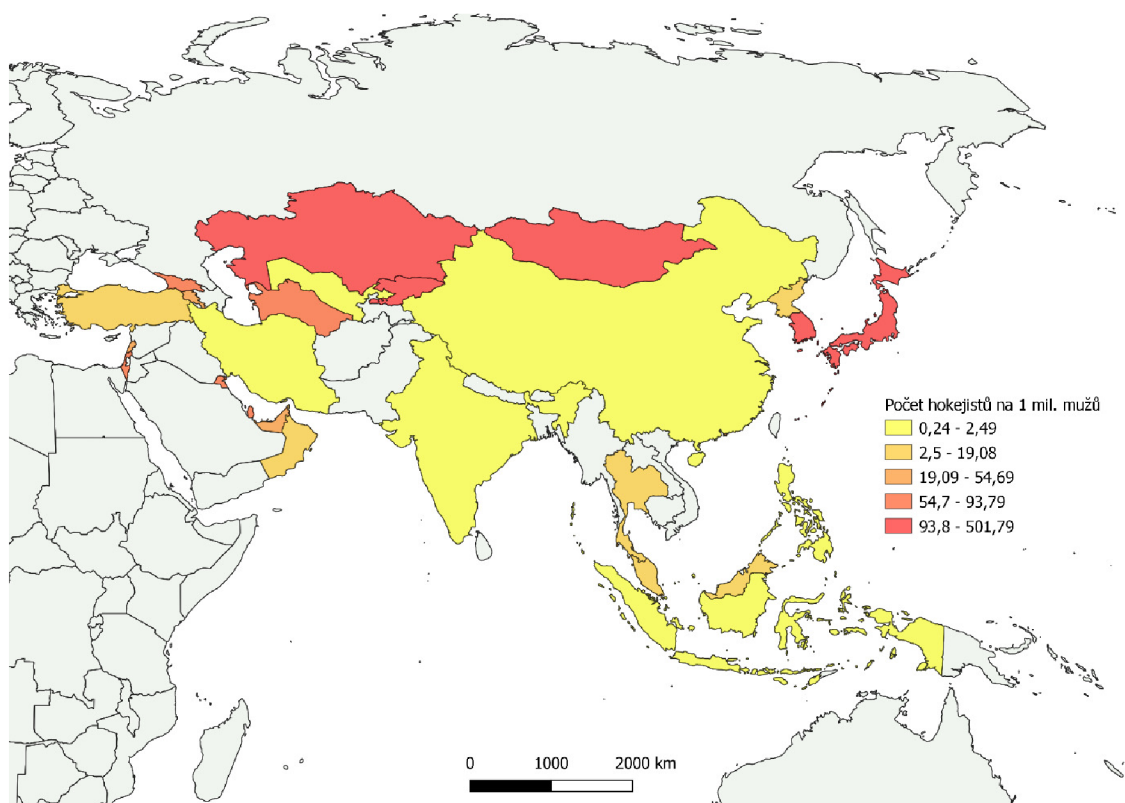 Počet hokejistů na 1 mil. mužů
0,24 - 2,49
2,5 - 19,08
19,09 - 54,69
54,7 - 93,79
93,8 - 501,79
0 1000 2000 km